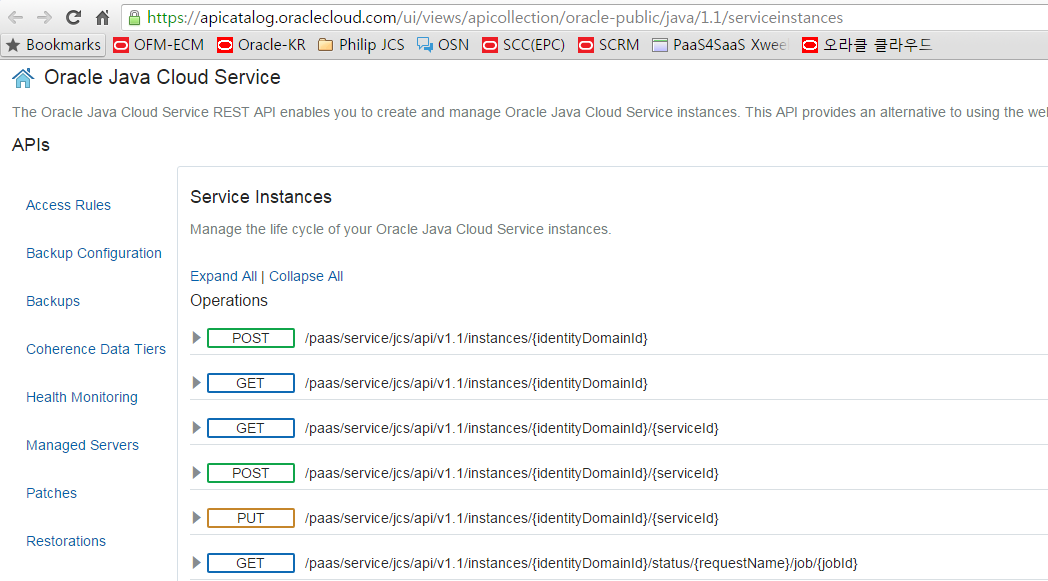 https://apicatalog.oraclecloud.com/ui/views/apicollection/oracle-public/java/1.1/serviceinstances
Bookmarks OFM-ECM Oracle-KR Philip JCS OSN SCC(EPC) SCRM PaaS4SaaS Xwee 오라클 클라우드
Oracle Java Cloud Service
The Oracle Java Cloud Service REST API enables you to create and manage Oracle Java Cloud Service instances. This API provides an alternative to using the we
APIs
Access Rules
Backup Configuration
Backups
Coherence Data Tiers
Health Monitoring
Managed Servers
Patches
Restorations
Service Instances
Manage the life cycle of your Oracle Java Cloud Service instances.
Expand All | Collapse All
Operations
POST /paas/service/jcs/api/v1.1/instances/{identityDomainId}
GET /paas/service/jcs/api/v1.1/instances/{identityDomainId}
GET /paas/service/jcs/api/v1.1/instances/{identityDomainId}/{serviceId}
POST /paas/service/jcs/api/v1.1/instances/{identityDomainId}/{serviceId}
PUT /paas/service/jcs/api/v1.1/instances/{identityDomainId}/{serviceId}
GET /paas/service/jcs/api/v1.1/instances/{identityDomainId}/status/{requestName}/job/{jobId}